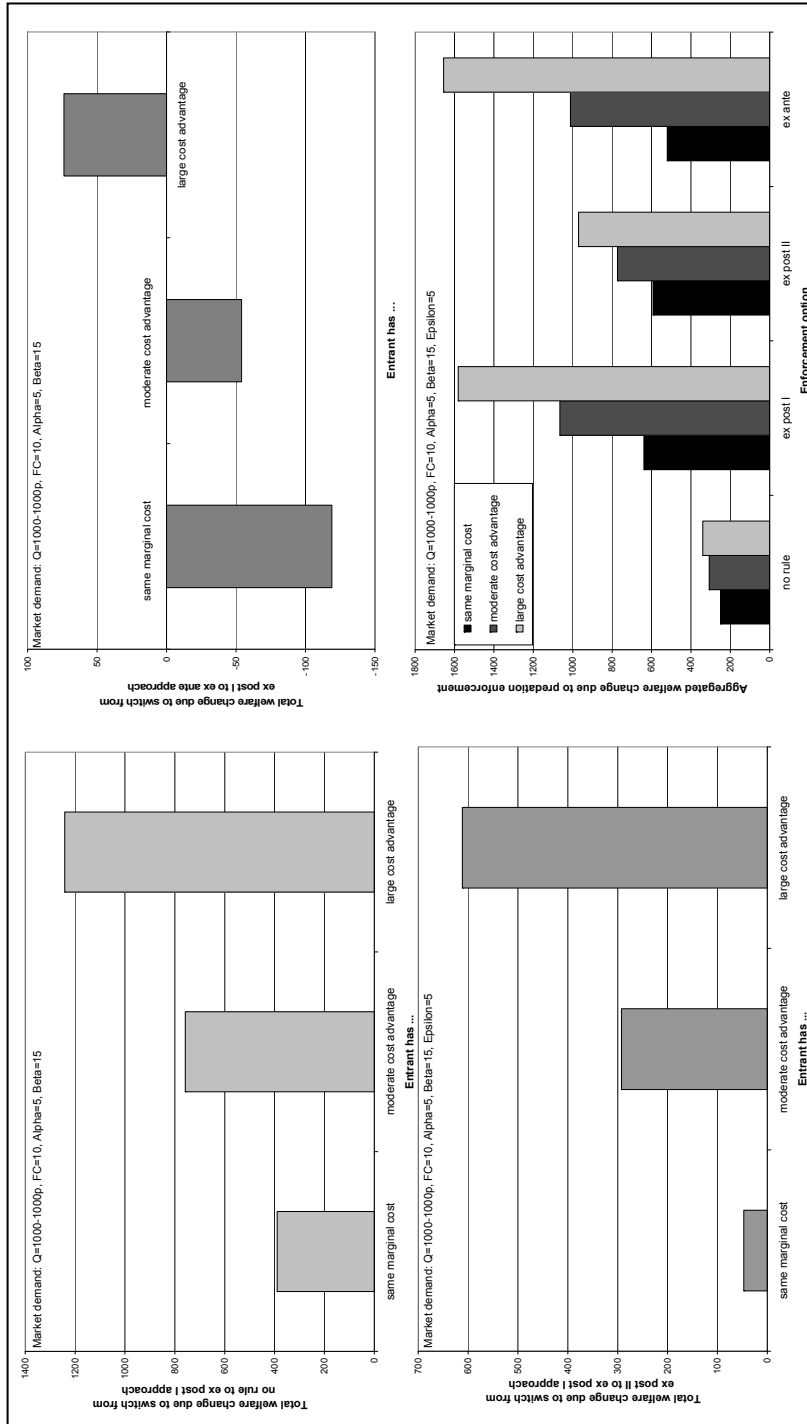 Total welfare change due to switch from
no rule to ex post I approach
1400
1200
1000
800
600
400
200
0
Market demand: Q=1000-1000p, FC=10, Alpha=5, Beta=15
same marginal cost
moderate cost advantage
large cost advantage
Entrant has ...
Total welfare change due to switch from
ex post I to ex ante approach
100
50
0
-50
-100
-150
Market demand: Q=1000-1000p, FC=10, Alpha=5, Beta=15
same marginal cost
moderate cost advantage
large cost advantage
Entrant has ...
Total welfare change due to switch from
ex post II to ex post I approach
700
600
500
400
300
200
100
0
Market demand: Q=1000-1000p, FC=10, Alpha=5, Beta=15, Epsilon=5
same marginal cost
moderate cost advantage
large cost advantage
Entrant has ...
Aggregated welfare change due to predation enforcement
1800
1600
1400
1200
1000
800
600
400
200
0
Market demand: Q=1000-1000p, FC=10, Alpha=5, Beta=15, Epsilon=5
same marginal cost
moderate cost advantage
large cost advantage
no rule
ex post I
ex post II
ex ante
Enforcement option